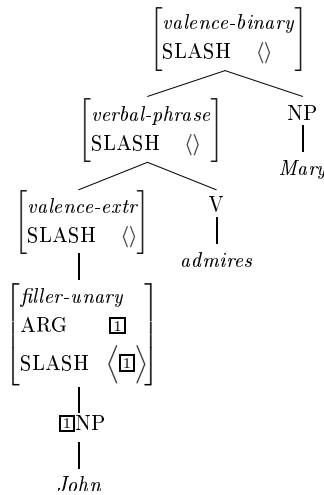 valence-binary
SLASH ⟨⟩
verbal-phrase
SLASH ⟨⟩
NP
Mary
valence-extr
SLASH ⟨⟩
V
admires
filler-unary
ARG 1
SLASH ⟨1⟩
1NP
John